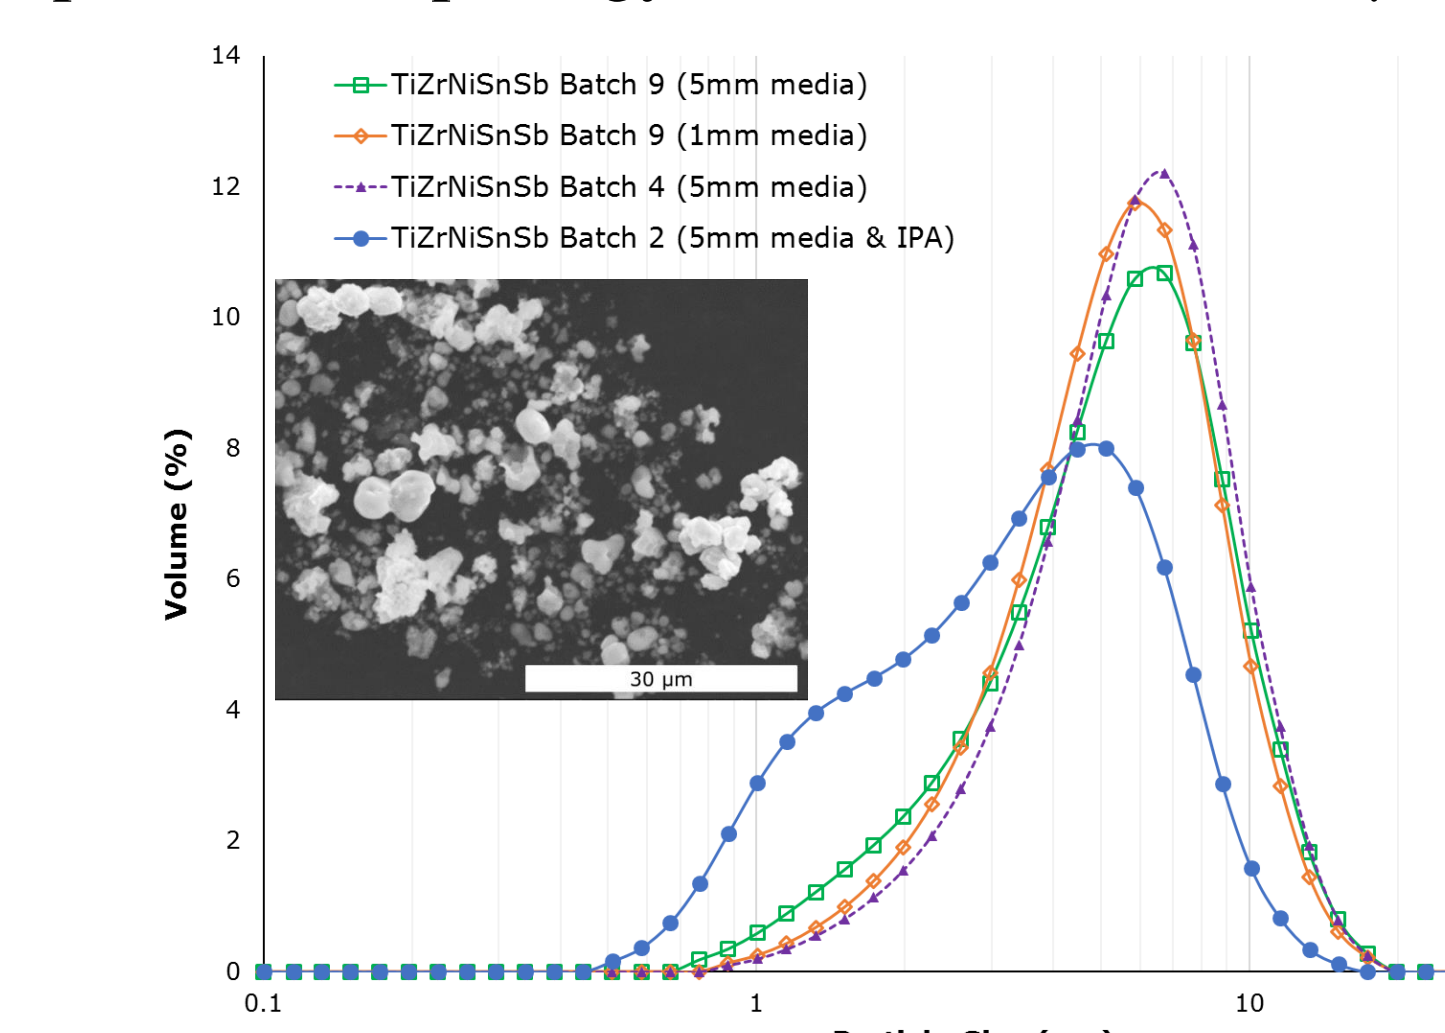 14
12
10
8
6
4
2
0
Volume (%)
TiZrNiSnSb Batch 9 (5mm media)
TiZrNiSnSb Batch 9 (1mm media)
TiZrNiSnSb Batch 4 (5mm media)
TiZrNiSnSb Batch 2 (5mm media & IPA)
30 µm
0.1
1
10